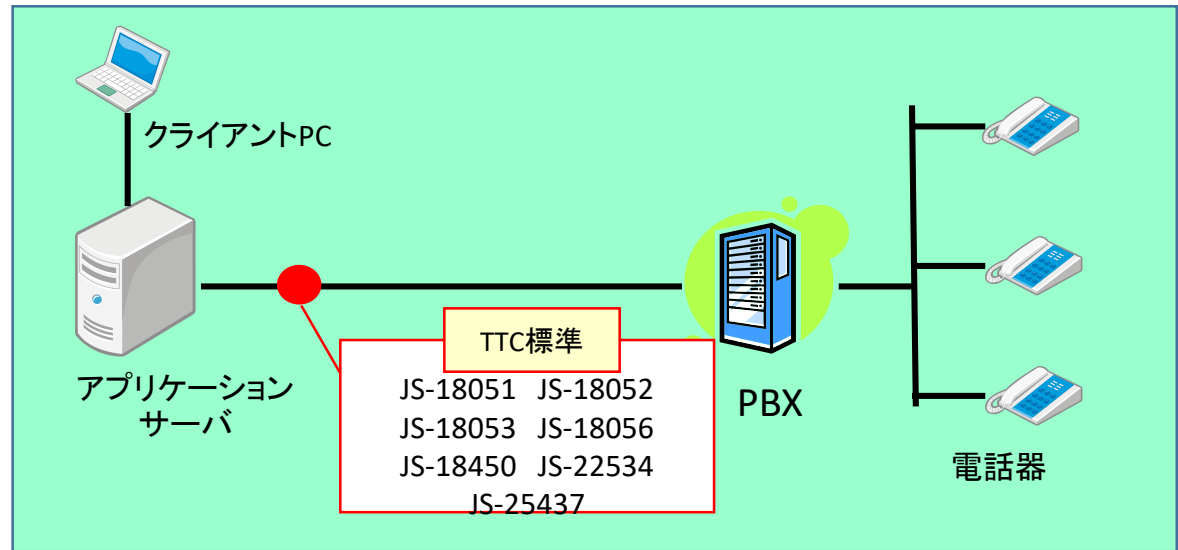 クライアントPC
TTC標準
JS-18051 JS-18052
JS-18053 JS-18056
JS-18450 JS-22534
JS-25437
アプリケーション
サーバ
PBX
電話器